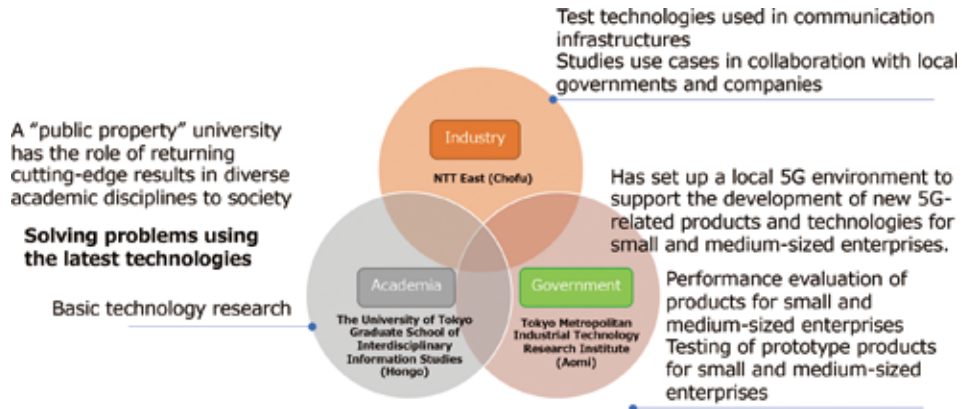 Test technologies used in communication
infrastructures
Studies use cases in collaboration with local
governments and companies
Industry
NTT East (Chofu)
A “public property” university
has the role of returning
cutting-edge results in diverse
academic disciplines to society
Solving problems using
the latest technologies
Basic technology research
Academia
The University of Tokyo
Graduate School of
Interdisciplinary
Information Studies
(Hongo)
Government
Tokyo Metropolitan
Industrial Technology
Research Institute
(Aomi)
Has set up a local 5G environment to
support the development of new 5G-
related products and technologies for
small and medium-sized enterprises.
Performance evaluation of
products for small and
medium-sized enterprises
Testing of prototype products
for small and medium-sized
enterprises